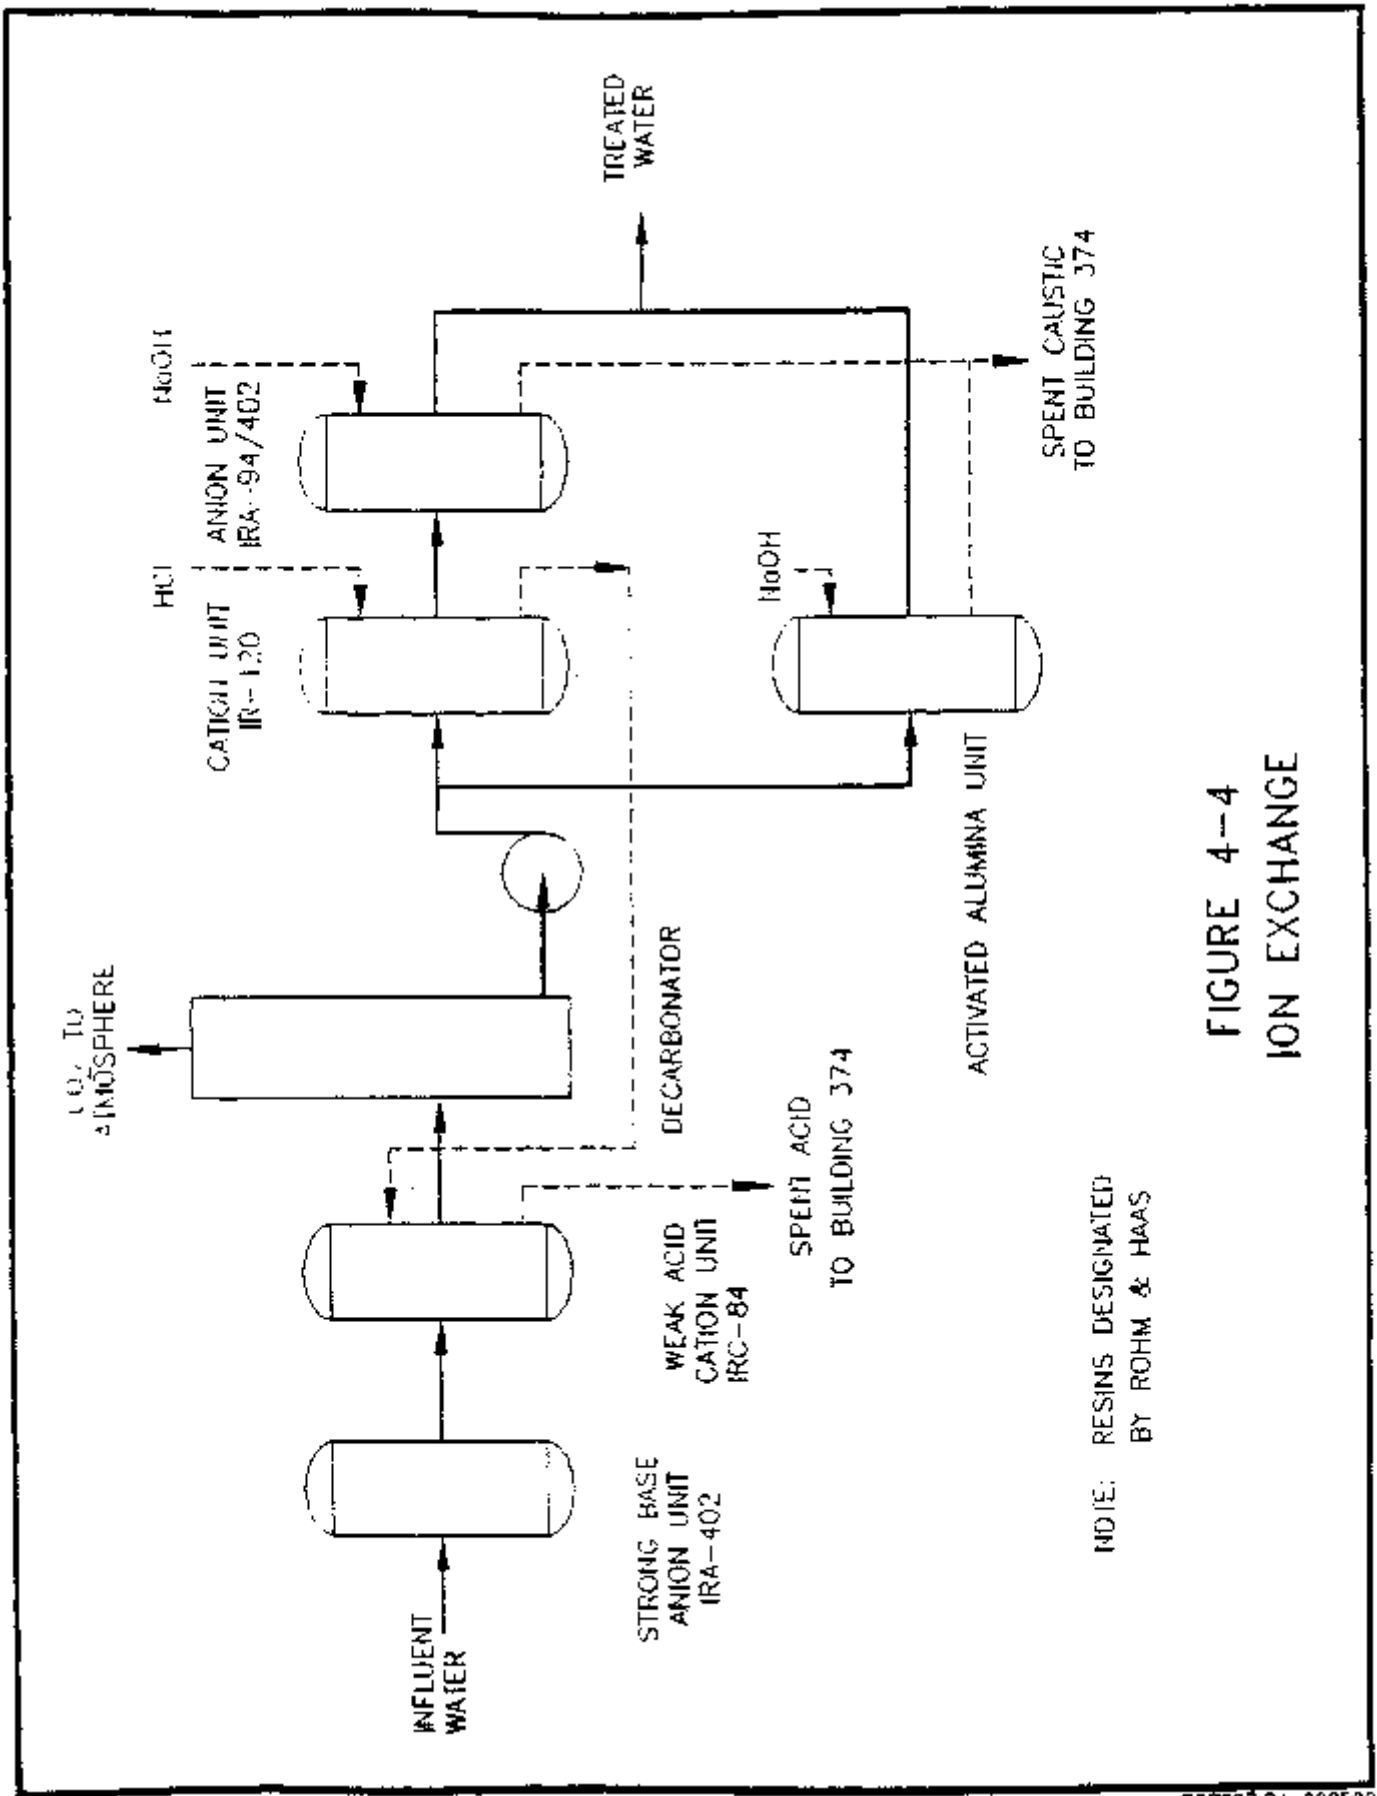 CO₂ TO
ATMOSPHERE
HCl
NaOH
CATION UNIT
IR-120
ANION UNIT
IRA-94/402
TREATED
WATER
INFLUENT
WATER
STRONG BASE
ANION UNIT
IRA-402
WEAK ACID
CATION UNIT
IRC-84
DECARBONATOR
NaOH
SPENT ACID
TO BUILDING 374
ACTIVATED ALUMINA UNIT
SPENT CAUSTIC
TO BUILDING 374
NOTE: RESINS DESIGNATED
BY ROHM & HAAS
FIGURE 4-4
ION EXCHANGE